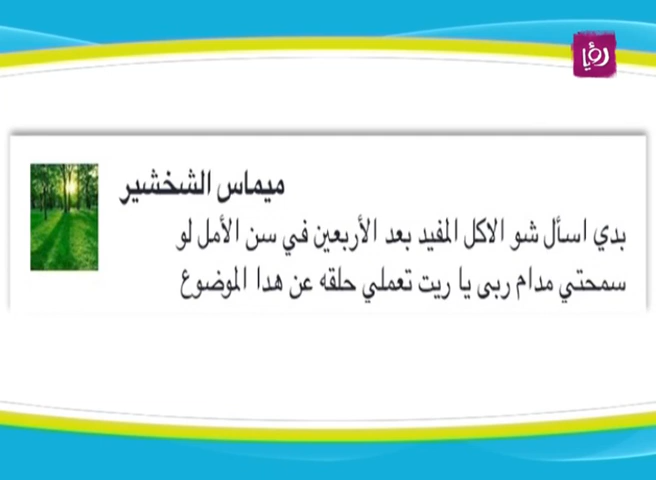 رؤيا
ميماس الشخشير
بدي اسأل شو الاكل المفيد بعد الأربعين في سن الأمل لو
سمحتي مدام ربى يا ريت تعملي حلقه عن هدا الموضوع